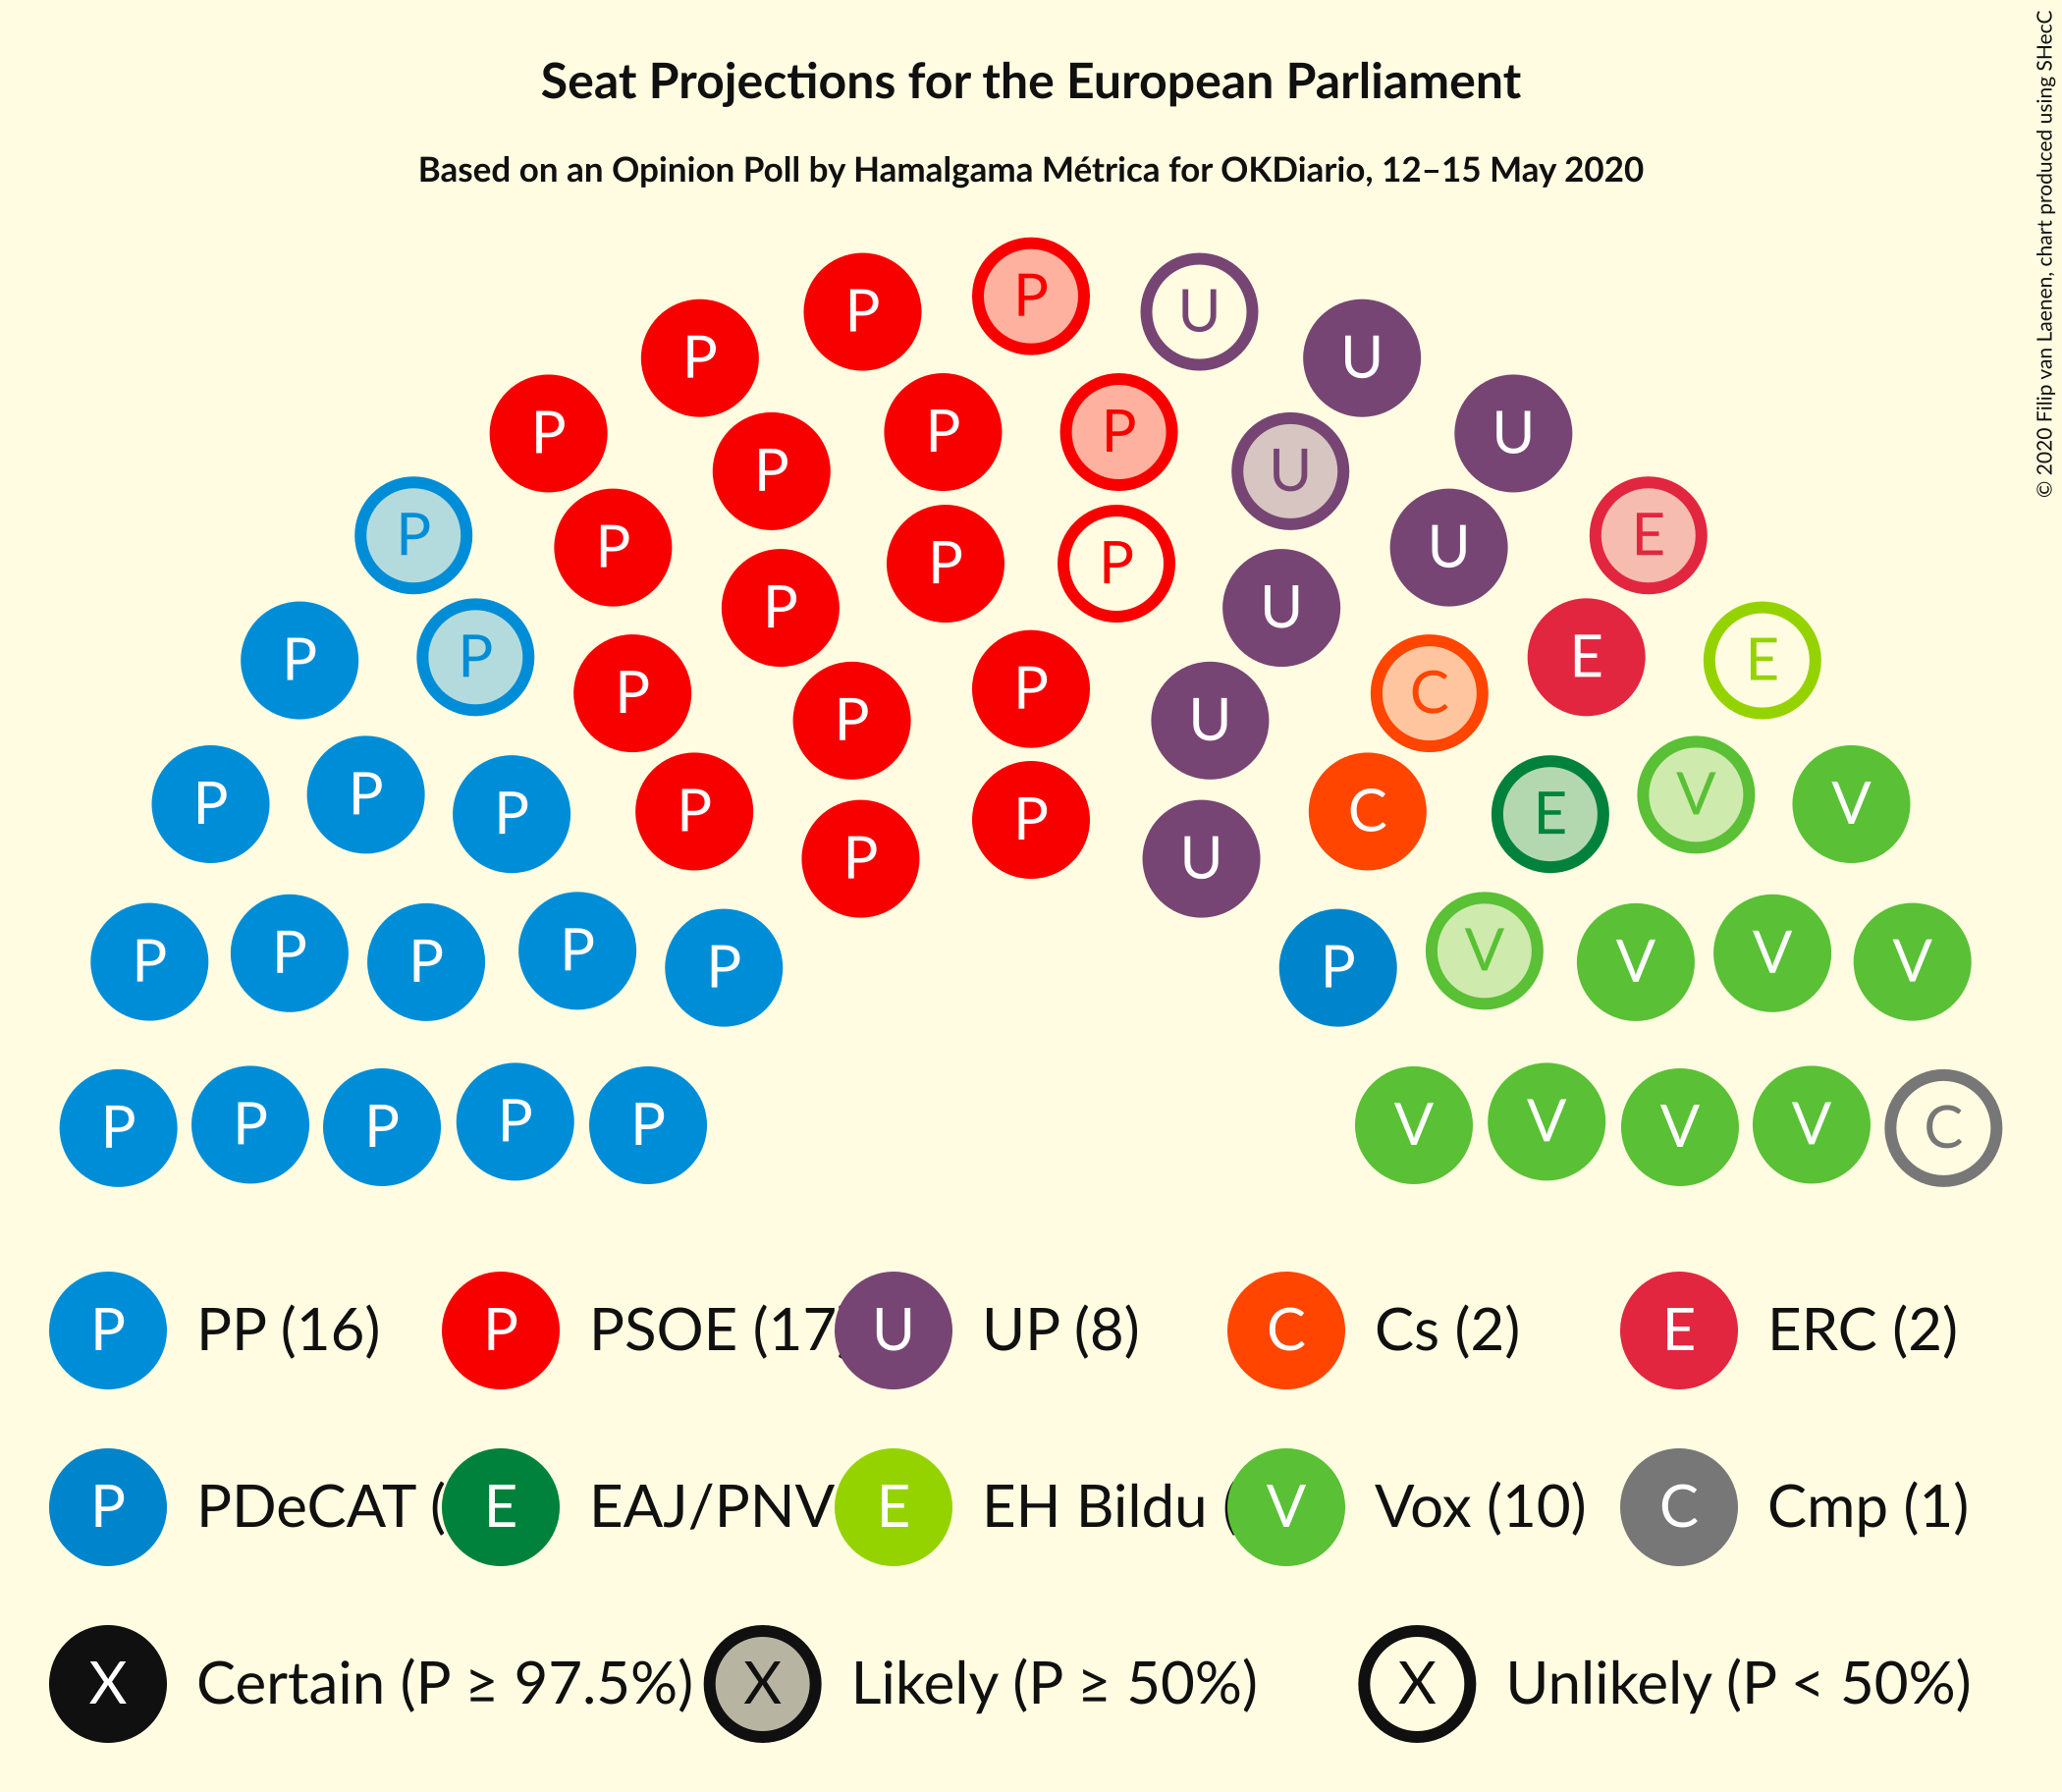 Seat Projections for the European Parliament
Based on an Opinion Poll by Hamalgama Métrica for OKDiario, 12–15 May 2020
© 2020 Filip van Laenen, chart produced using SHecC
P U
P U
P U
P P U
P P U
P P E
P P U
P P U
P E
P E
P P C
P P U
P P E V
P V
P C
P
P U
P P P P P P V V V V
P P P P P V V V V C
P PP (16) P PSOE (17 U UP (8) C Cs (2) E ERC (2)
P PDeCAT ( E EAJ/PNV E EH Bildu ( V Vox (10) C Cmp (1)
X Certain (P ≥ 97.5%) X Likely (P ≥ 50%) X Unlikely (P < 50%)